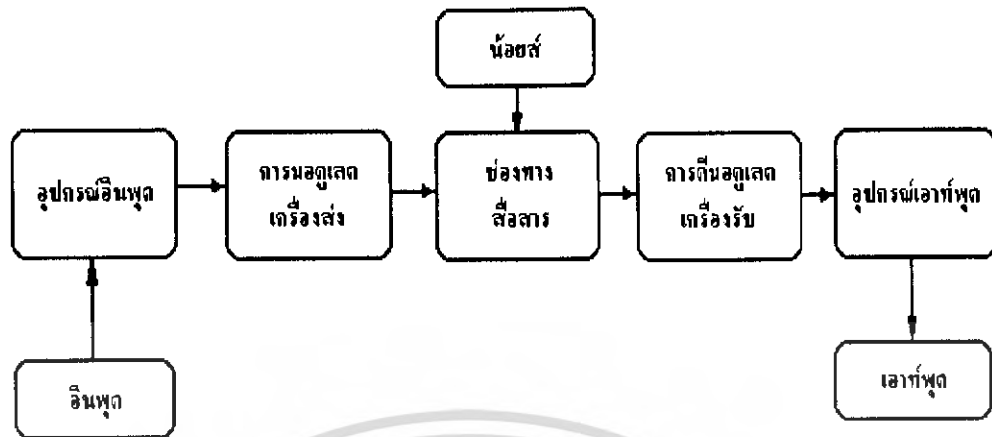 น้อยส์
อุปกรณ์อินพุต
การมอดูเลต
เครื่องส่ง
ช่องทาง
สื่อสาร
การดีมอดูเลต
เครื่องรับ
อุปกรณ์เอาท์พุต
อินพุต
เอาท์พุต